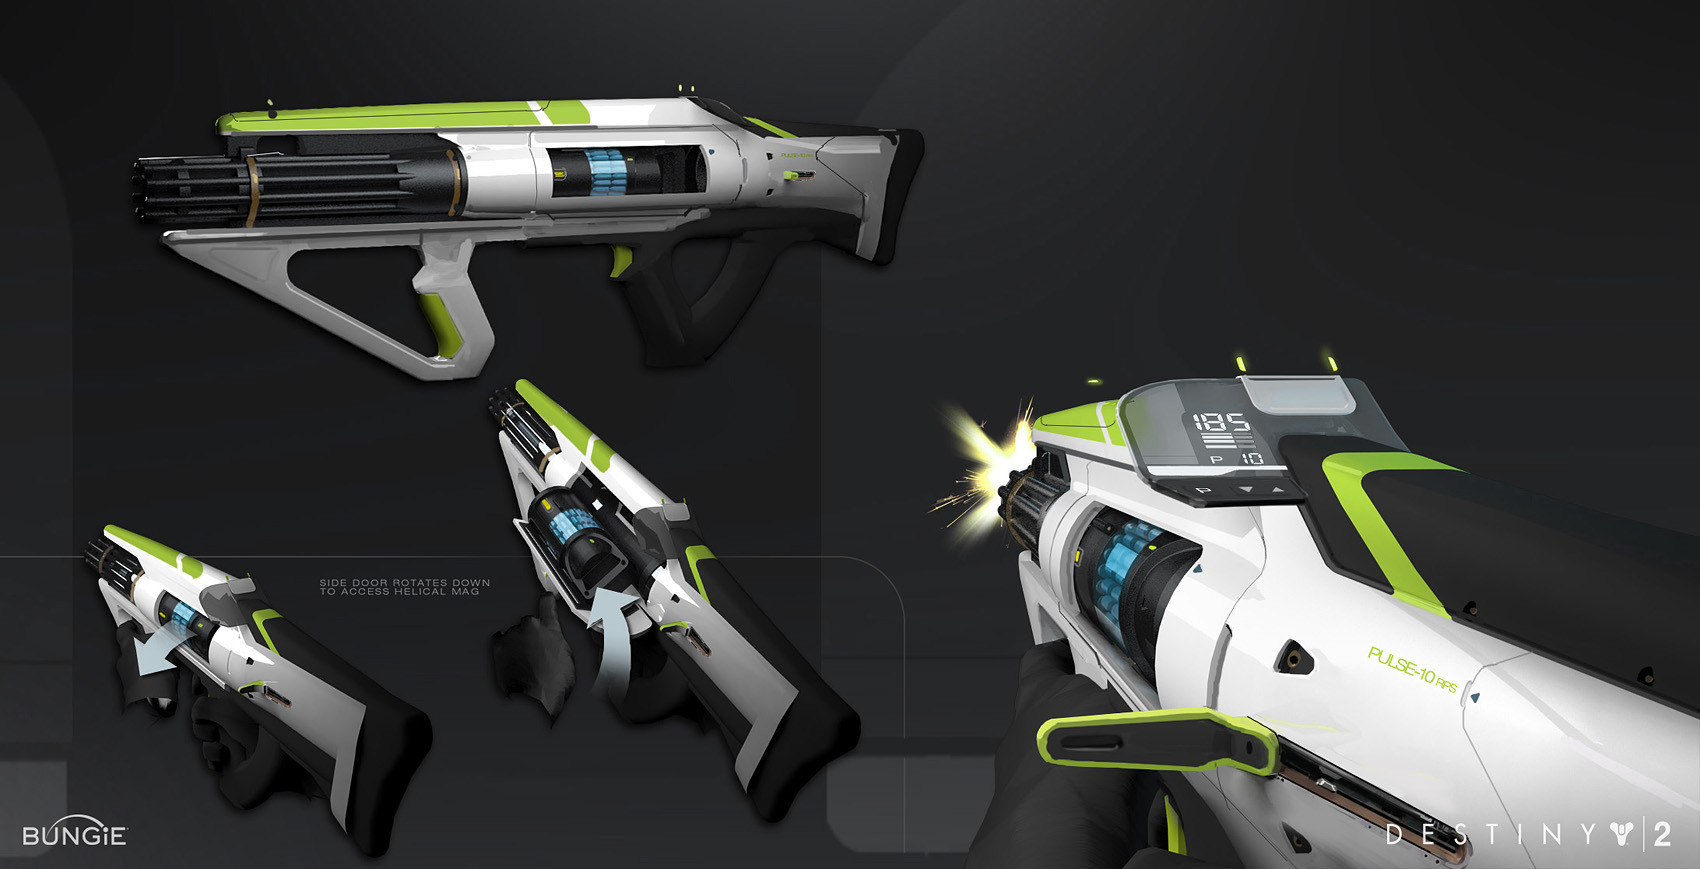 SIDE DOOR ROTATES DOWN
TO ACCESS HELICAL MAG
185
P 10
P
PULSE-10 RPS
BUNGiE
DESTINY 2